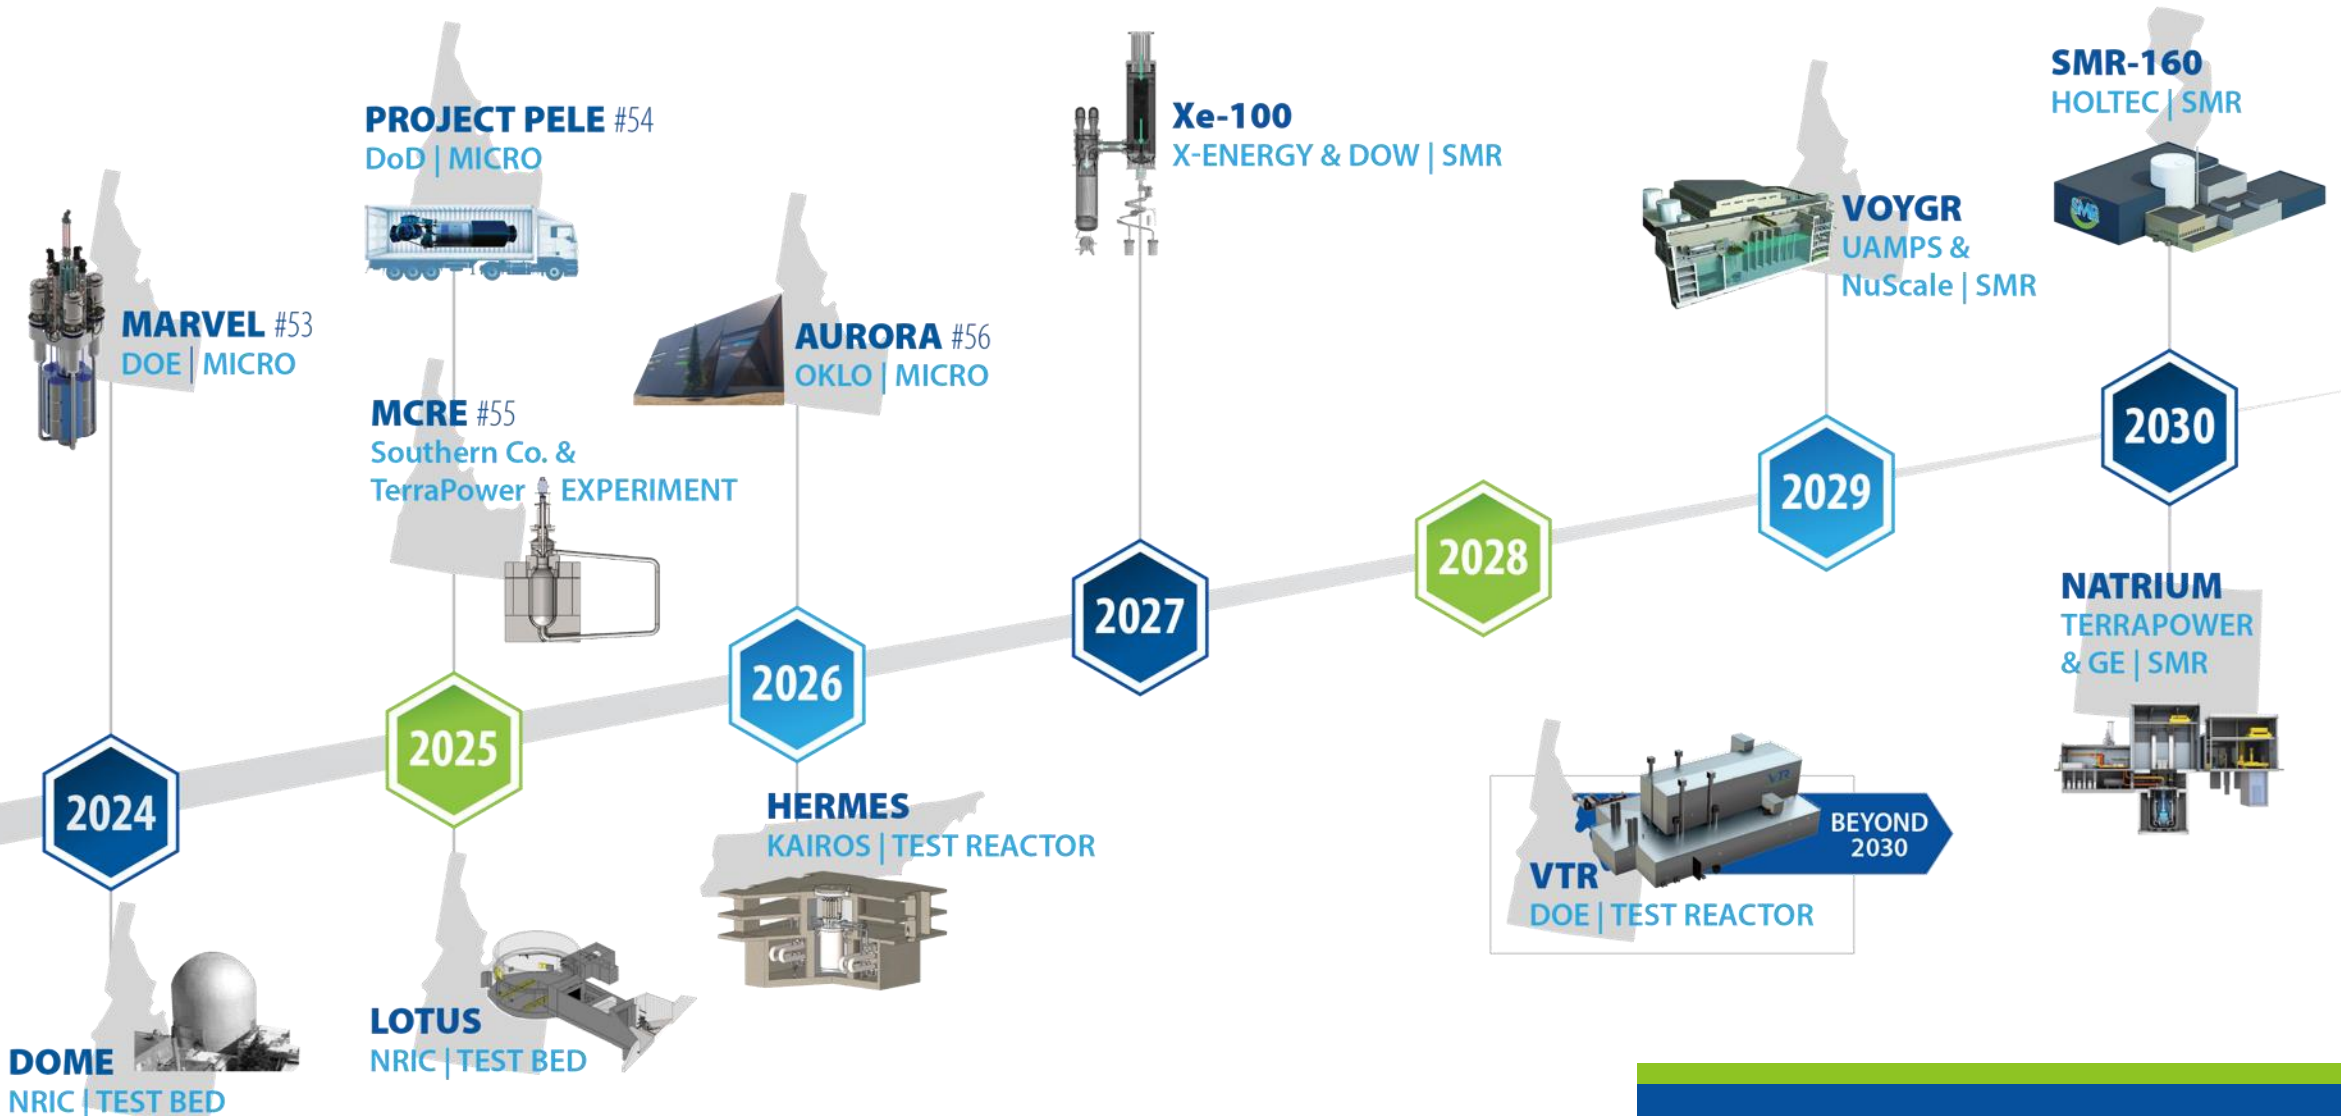 PROJECT PELE #54
DoD | MICRO
MARVEL #53
DOE | MICRO
MCRE #55
Southern Co. &
TerraPower | EXPERIMENT
AURORA #56
OKLO | MICRO
Xe-100
X-ENERGY & DOW | SMR
VOYGR
UAMPS &
NuScale | SMR
SMR-160
HOLTEC | SMR
SMR
2024
2025
2026
2027
2028
2029
2030
DOME
NRIC | TEST BED
LOTUS
NRIC | TEST BED
HERMES
KAIROS | TEST REACTOR
VTR
BEYOND
2030
VTR
DOE | TEST REACTOR
NATRIUM
TERRAPOWER
& GE | SMR